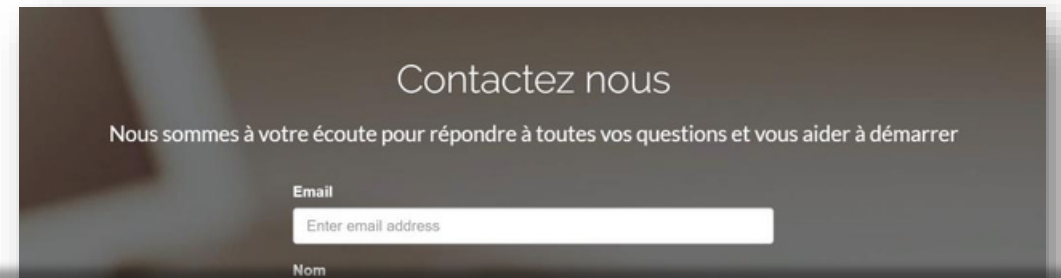 Contactez nous
Nous sommes à votre écoute pour répondre à toutes vos questions et vous aider à démarrer
Email
Enter email address
Nom